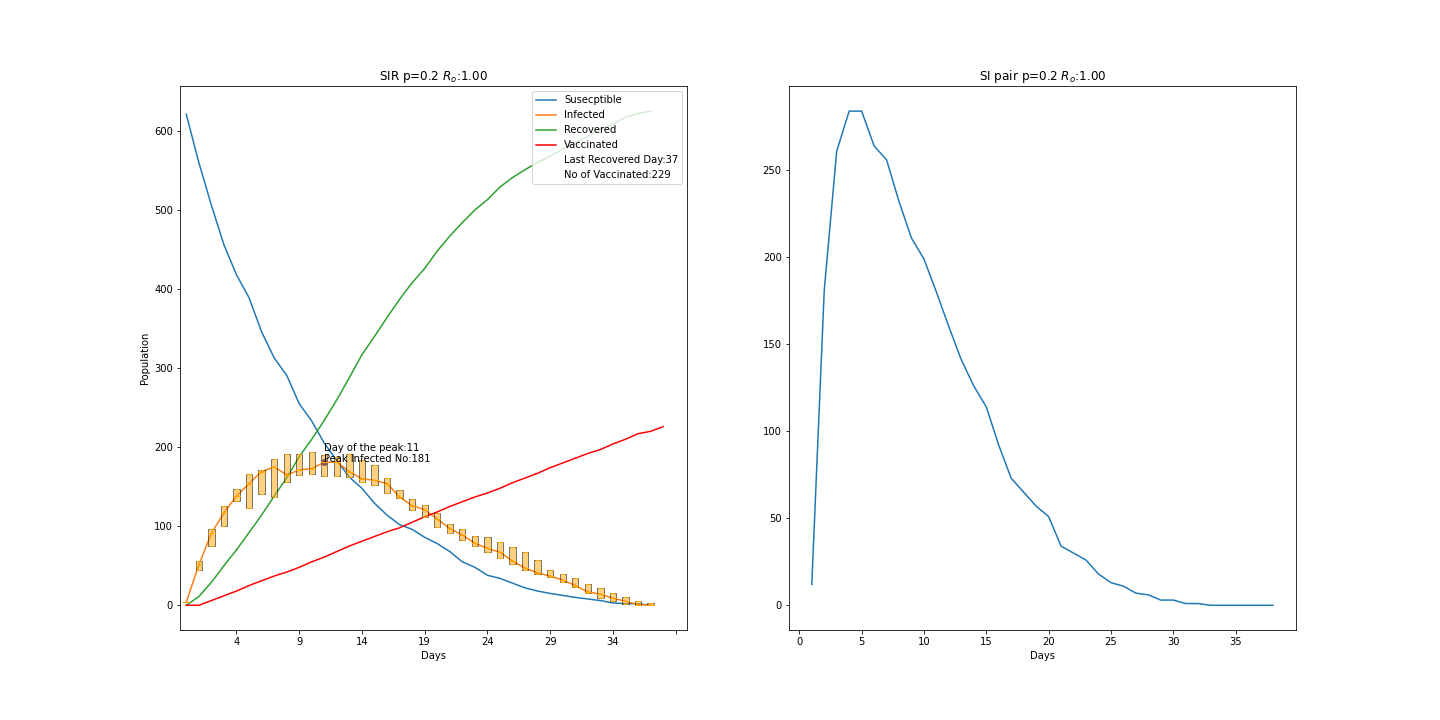 SIR p=0.2 Rₒ:1.00
Susecptible
Infected
Recovered
Vaccinated
Last Recovered Day:37
No of Vaccinated:229
600
500
400
300
200
100
0
Population
Day of the peak:11
Peak Infected No:181
4 9 14 19 24 29 34
Days
SI pair p=0.2 Rₒ:1.00
250
200
150
100
50
0
0 5 10 15 20 25 30 35
Days